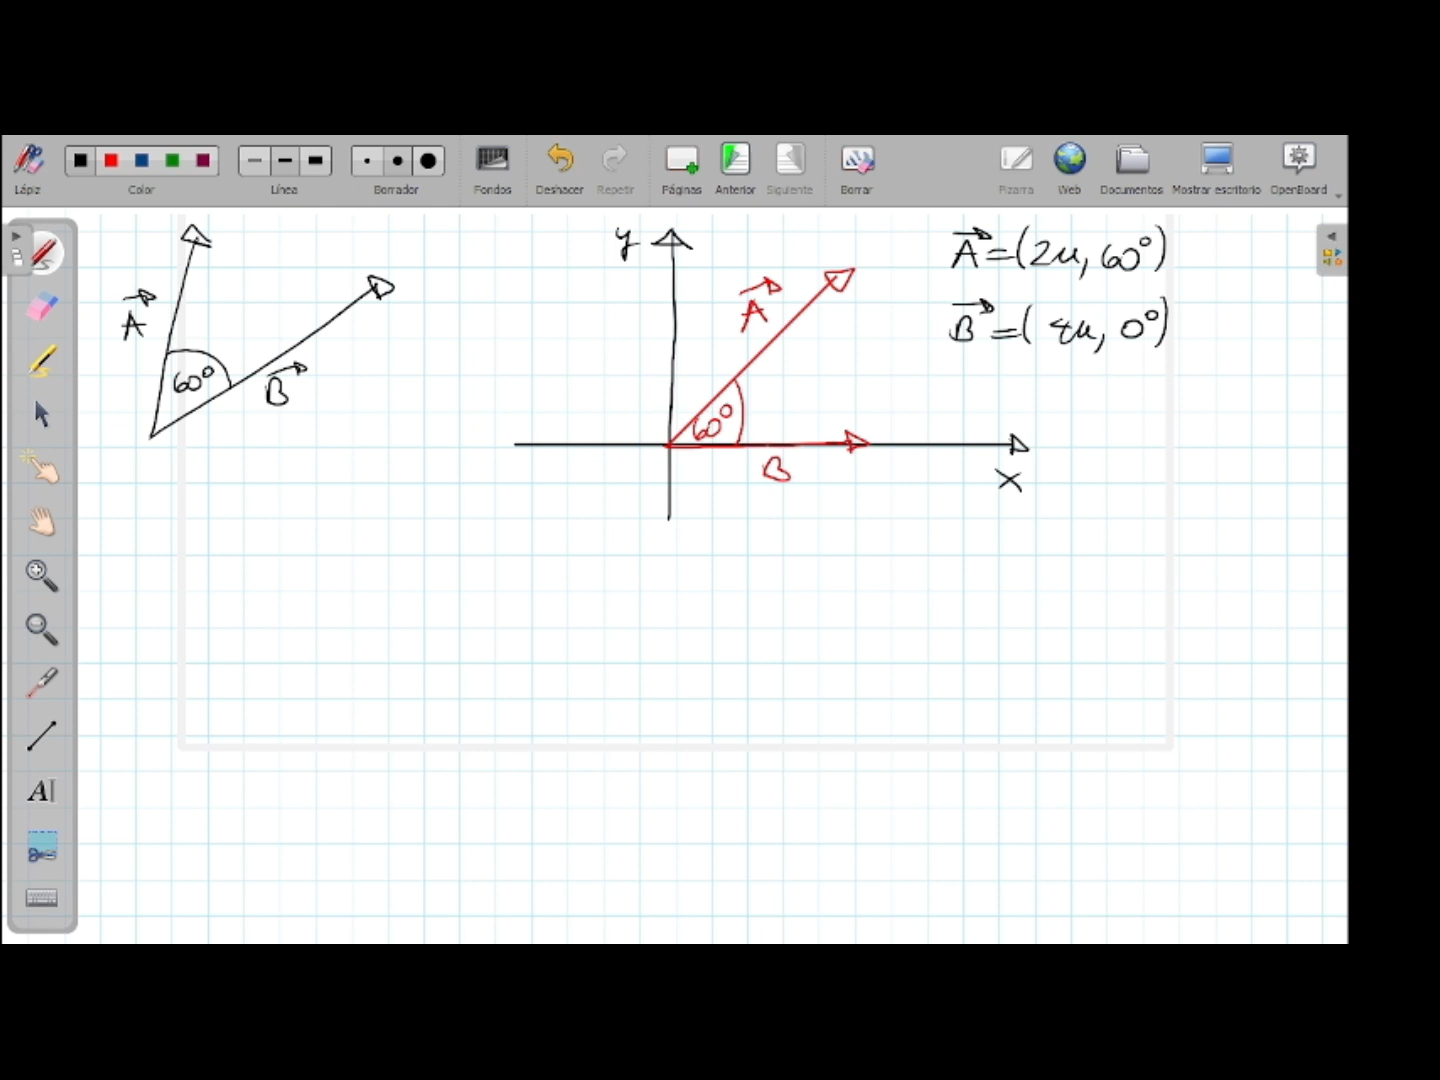 Lápiz Color Línea Borrador Fondos Deshacer Repetir Páginas Anterior Siguiente Borrar Pizarra Web Documentos Mostrar escritorio OpenBoard
A
60°
B
y
A
60°
B
x
A=(2u, 60°)
B=( 4u, 0°)
A